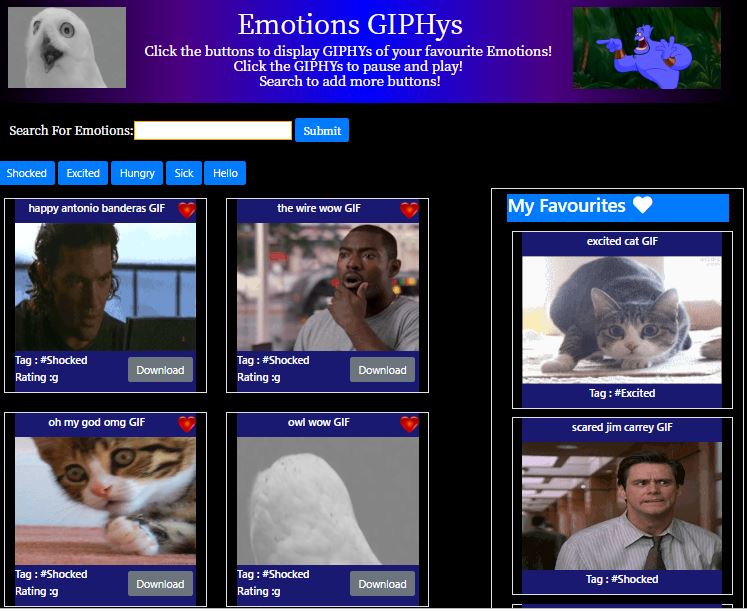 Emotions GIPHys
Click the buttons to display GIPHYs of your favourite Emotions!
Click the GIPHYs to pause and play!
Search to add more buttons!
Search For Emotions:
Submit
Shocked
Excited
Hungry
Sick
Hello
happy antonio banderas GIF
Tag : #Shocked
Rating :g
Download
the wire wow GIF
Tag : #Shocked
Rating :g
Download
oh my god omg GIF
Tag : #Shocked
Rating :g
Download
owl wow GIF
Tag : #Shocked
Rating :g
Download
My Favourites
excited cat GIF
Tag : #Excited
scared jim carrey GIF
Tag : #Shocked